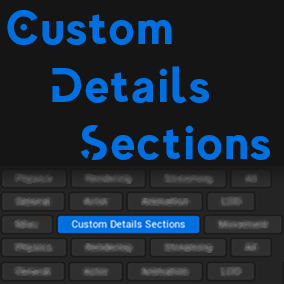 Custom
Details
Sections
Physics Rendering Streaming All
General Actor Animation LOD
Misc Custom Details Sections Movement
Physics Rendering Streaming All
General Actor Animation LOD